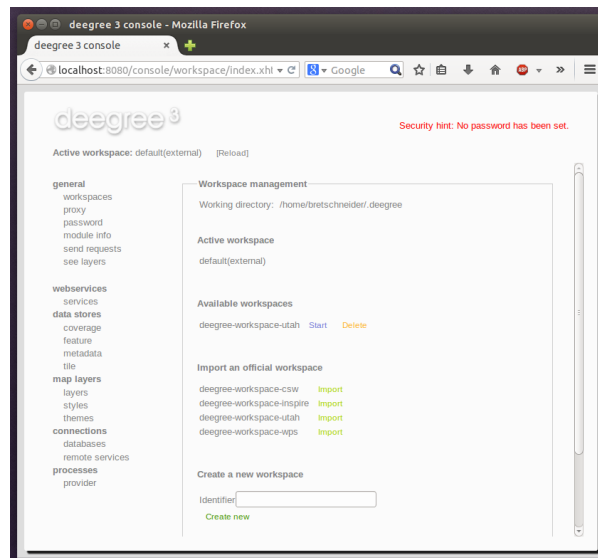 deegree 3 console - Mozilla Firefox
deegree 3 console ×
localhost:8080/console/workspace/index.xht
Google
ABP
deegree 3
Security hint: No password has been set.
Active workspace: default(external) [Reload]
general
workspaces
proxy
password
module info
send requests
see layers
webservices
services
data stores
coverage
feature
metadata
tile
map layers
layers
styles
themes
connections
databases
remote services
processes
provider
Workspace management
Working directory: /home/bretschneider/.deegree
Active workspace
default(external)
Available workspaces
deegree-workspace-utah Start Delete
Import an official workspace
deegree-workspace-csw Import
deegree-workspace-inspire Import
deegree-workspace-utah Import
deegree-workspace-wps Import
Create a new workspace
Identifier
Create new